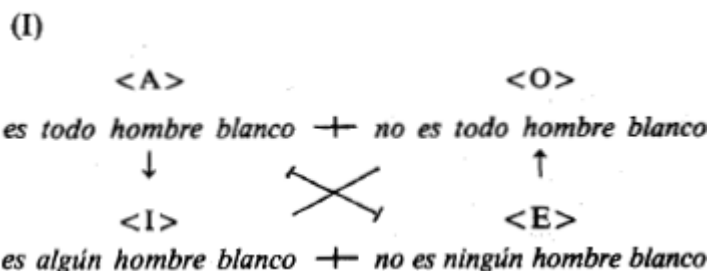 (I)
<A> <O>
es todo hombre blanco no es todo hombre blanco
<I> <E>
es algún hombre blanco no es ningún hombre blanco